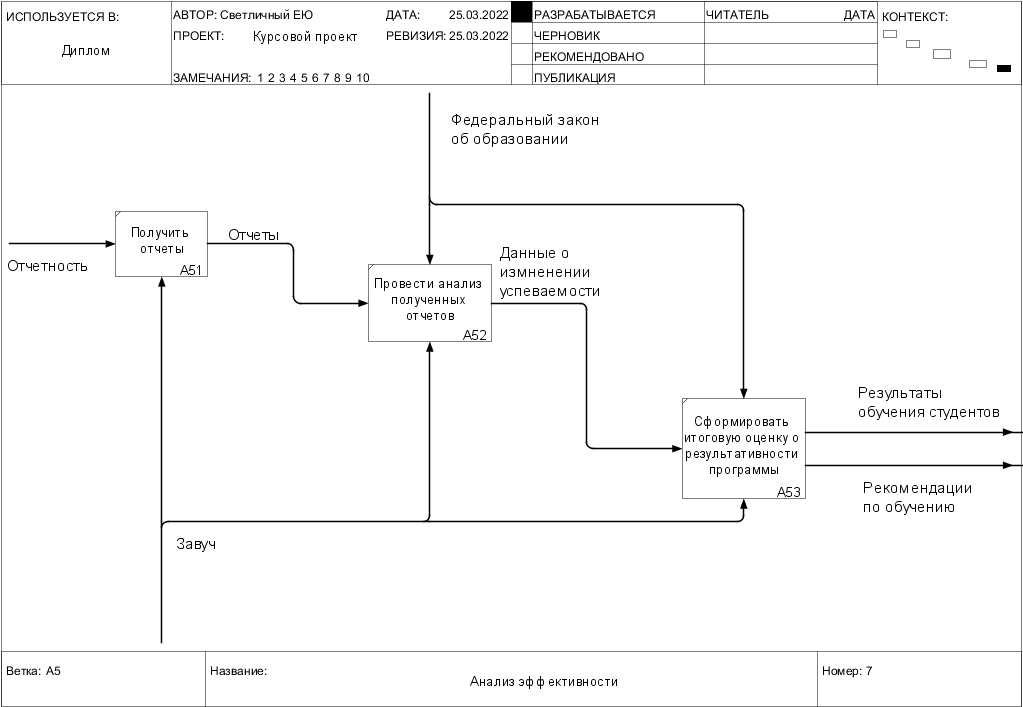 ИСПОЛЬЗУЕТСЯ В:
Диплом
АВТОР: Светличный ЕЮ
ДАТА: 25.03.2022
ПРОЕКТ: Курсовой проект
РЕВИЗИЯ: 25.03.2022
ЗАМЕЧАНИЯ: 1 2 3 4 5 6 7 8 9 10
РАЗРАБАТЫВАЕТСЯ
ЧЕРНОВИК
РЕКОМЕНДОВАНО
ПУБЛИКАЦИЯ
ЧИТАТЕЛЬ ДАТА
КОНТЕКСТ:
Федеральный закон
об образовании
Отчетность
Получить
отчеты
A51
Отчеты
Провести анализ
полученных
отчетов
A52
Данные о
измненении
успеваемости
Сформировать
итоговую оценку о
результативности
программы
A53
Результаты
обучения студентов
Рекомендации
по обучению
Завуч
Ветка: A5
Название:
Анализ эффективности
Номер: 7